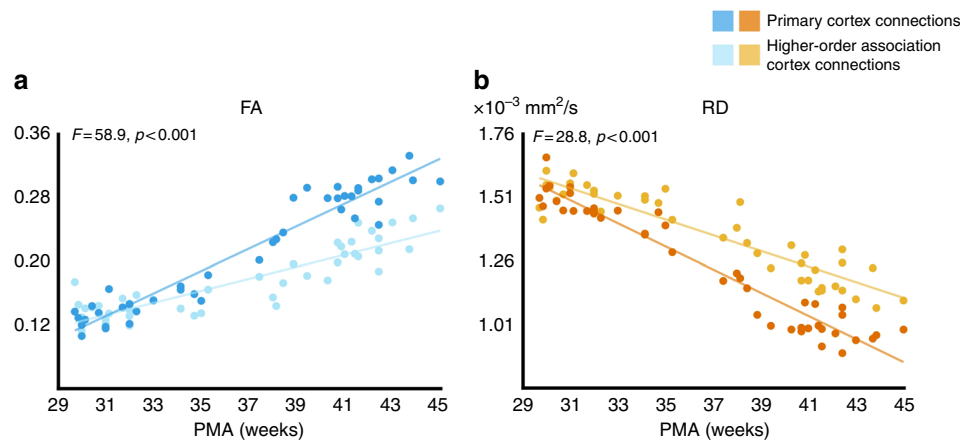 Primary cortex connections
Higher-order association
cortex connections
a
FA
F=58.9, p<0.001
0.36
0.28
0.20
0.12
29 31 33 35 37 39 41 43 45
PMA (weeks)
b
×10⁻³ mm²/s
RD
F=28.8, p<0.001
1.76
1.51
1.26
1.01
29 31 33 35 37 39 41 43 45
PMA (weeks)